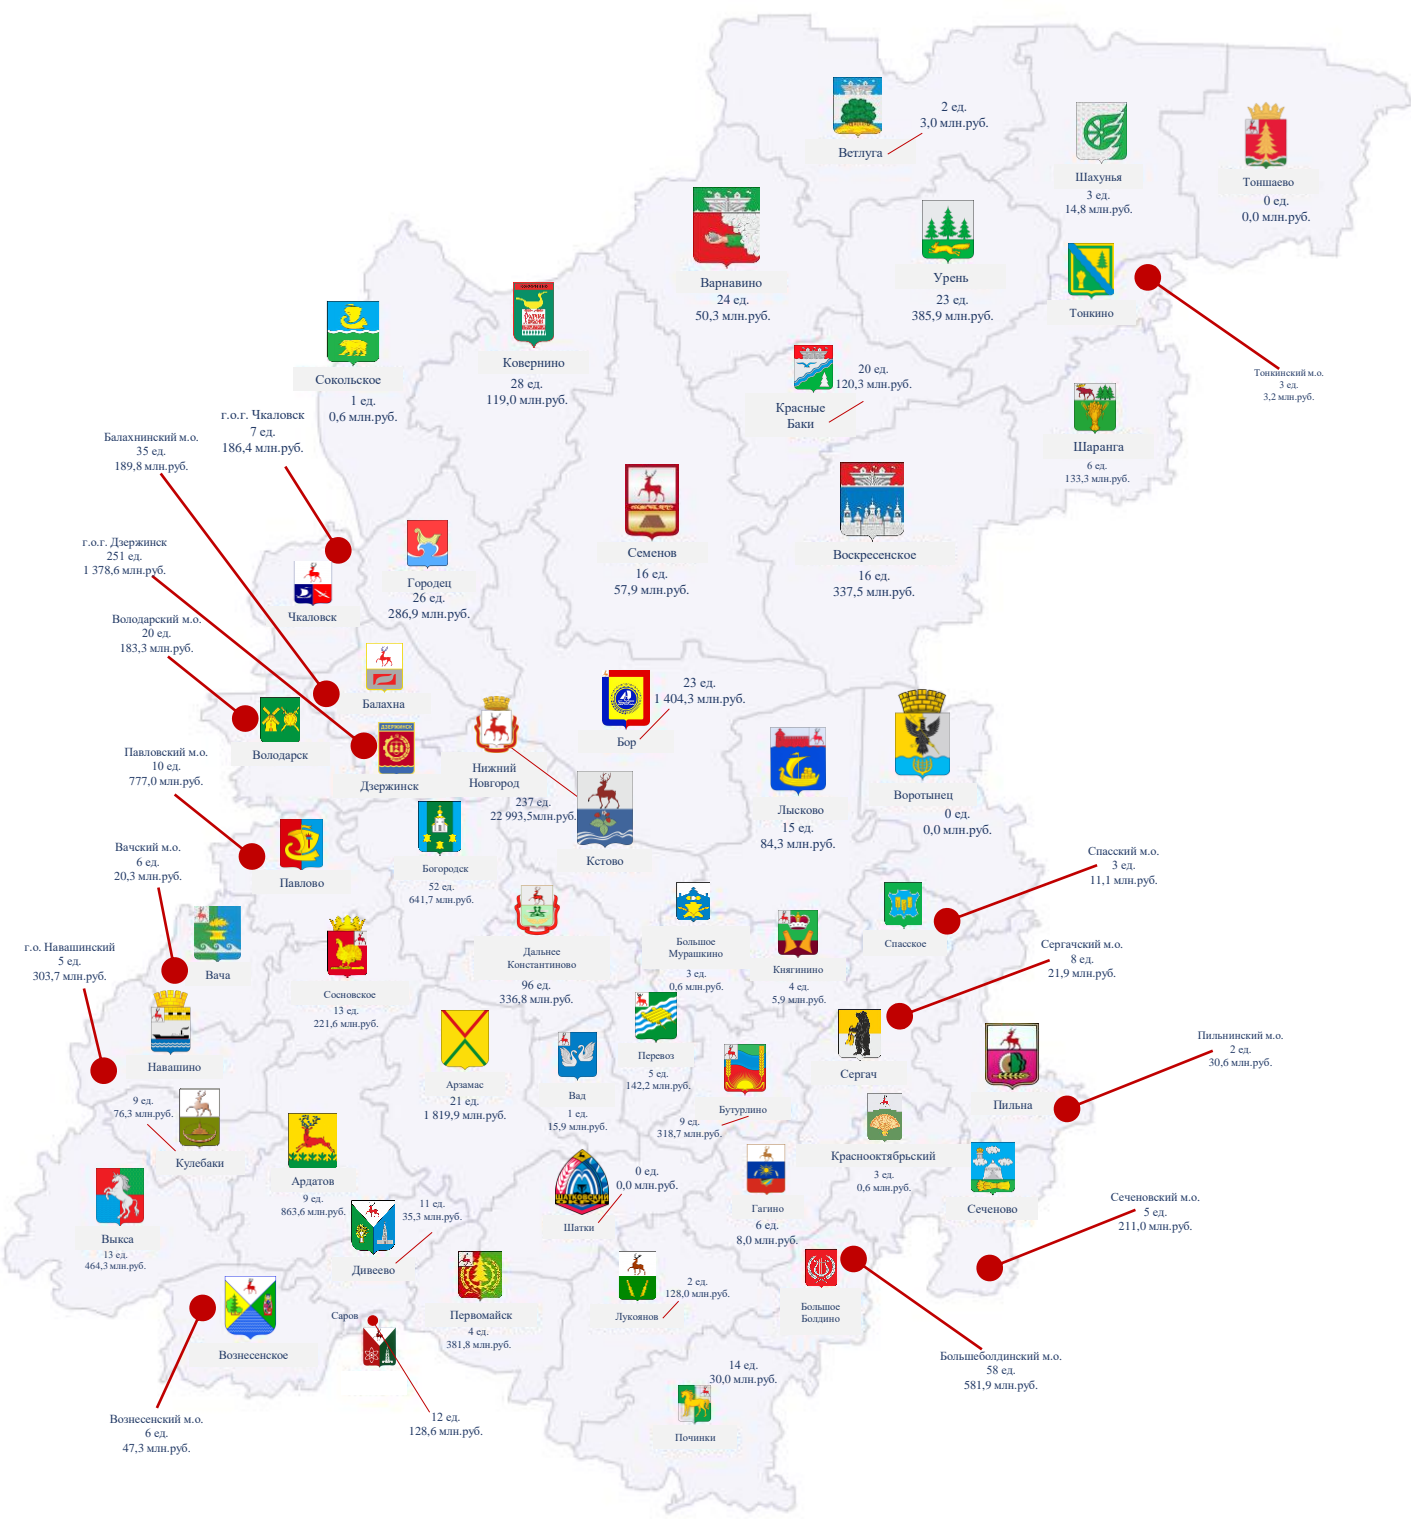 Ветлуга
2 ед.
3,0 млн.руб.
Шахунья
3 ед.
14,8 млн.руб.
Тоншаево
0 ед.
0,0 млн.руб.
Варнавино
24 ед.
50,3 млн.руб.
Урень
23 ед.
385,9 млн.руб.
Тонкино
Тонкинский м.о.
3 ед.
3,2 млн.руб.
Сокольское
1 ед.
0,6 млн.руб.
Ковернино
28 ед.
119,0 млн.руб.
Красные
Баки
20 ед.
120,3 млн.руб.
Шаранга
6 ед.
133,3 млн.руб.
г.о.г. Чкаловск
7 ед.
186,4 млн.руб.
Балахнинский м.о.
35 ед.
189,8 млн.руб.
г.о.г. Дзержинск
251 ед.
1 378,6 млн.руб.
Володарский м.о.
20 ед.
183,3 млн.руб.
Чкаловск
Городец
26 ед.
286,9 млн.руб.
Семенов
16 ед.
57,9 млн.руб.
Воскресенское
16 ед.
337,5 млн.руб.
Балахна
Володарск
ДЗЕРЖИНСК
Дзержинск
Нижний
Новгород
237 ед.
22 993,5млн.руб.
Бор
23 ед.
1 404,3 млн.руб.
Кстово
Лысково
15 ед.
84,3 млн.руб.
Воротынец
0 ед.
0,0 млн.руб.
Павловский м.о.
10 ед.
777,0 млн.руб.
Павлово
Богородск
52 ед.
641,7 млн.руб.
Вачский м.о.
6 ед.
20,3 млн.руб.
Вача
г.о. Навашинский
5 ед.
303,7 млн.руб.
Навашино
Сосновское
13 ед.
221,6 млн.руб.
Дальнее
Константиново
96 ед.
336,8 млн.руб.
Большое
Мурашкино
3 ед.
0,6 млн.руб.
Княгинино
4 ед.
5,9 млн.руб.
Спасское
Спасский м.о.
3 ед.
11,1 млн.руб.
Сергачский м.о.
8 ед.
21,9 млн.руб.
Сергач
Пильна
Пильнинский м.о.
2 ед.
30,6 млн.руб.
Арзамас
21 ед.
1 819,9 млн.руб.
Вад
1 ед.
15,9 млн.руб.
Перевоз
5 ед.
142,2 млн.руб.
Бутурлино
9 ед.
318,7 млн.руб.
9 ед.
76,3 млн.руб.
Кулебаки
Ардатов
9 ед.
863,6 млн.руб.
Выкса
13 ед.
464,3 млн.руб.
Дивеево
11 ед.
35,3 млн.руб.
ШАТКОВСКИЙ
ОКРУГ
Шатки
0 ед.
0,0 млн.руб.
Гагино
6 ед.
8,0 млн.руб.
Краснооктябрьский
3 ед.
0,6 млн.руб.
Сеченово
Сеченовский м.о.
5 ед.
211,0 млн.руб.
Вознесенское
Вознесенский м.о.
6 ед.
47,3 млн.руб.
Саров
12 ед.
128,6 млн.руб.
Первомайск
4 ед.
381,8 млн.руб.
Лукоянов
2 ед.
128,0 млн.руб.
Большое
Болдино
Большеболдинский м.о.
58 ед.
581,9 млн.руб.
14 ед.
30,0 млн.руб.
Починки